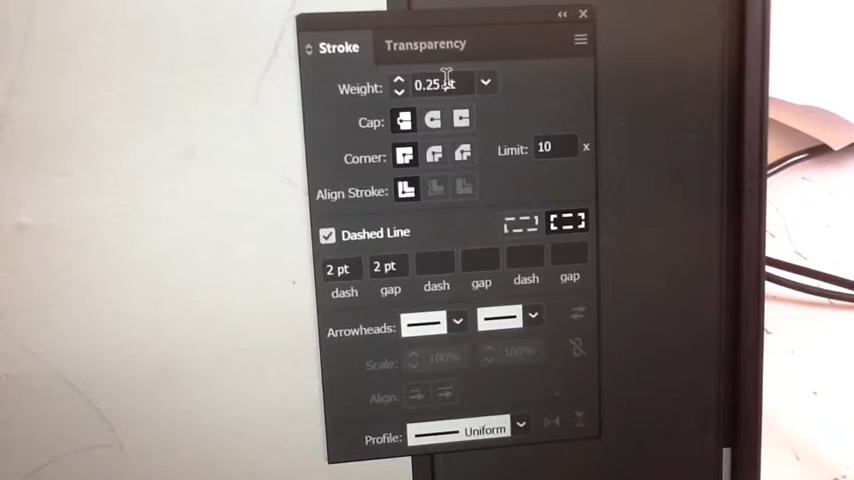 Stroke Transparency
Weight: 0.25 pt
Cap:
Corner: Limit: 10 x
Align Stroke:
Dashed Line
2 pt 2 pt
dash gap dash gap dash gap
Arrowheads:
Scale: 100% 100%
Align:
Profile: Uniform